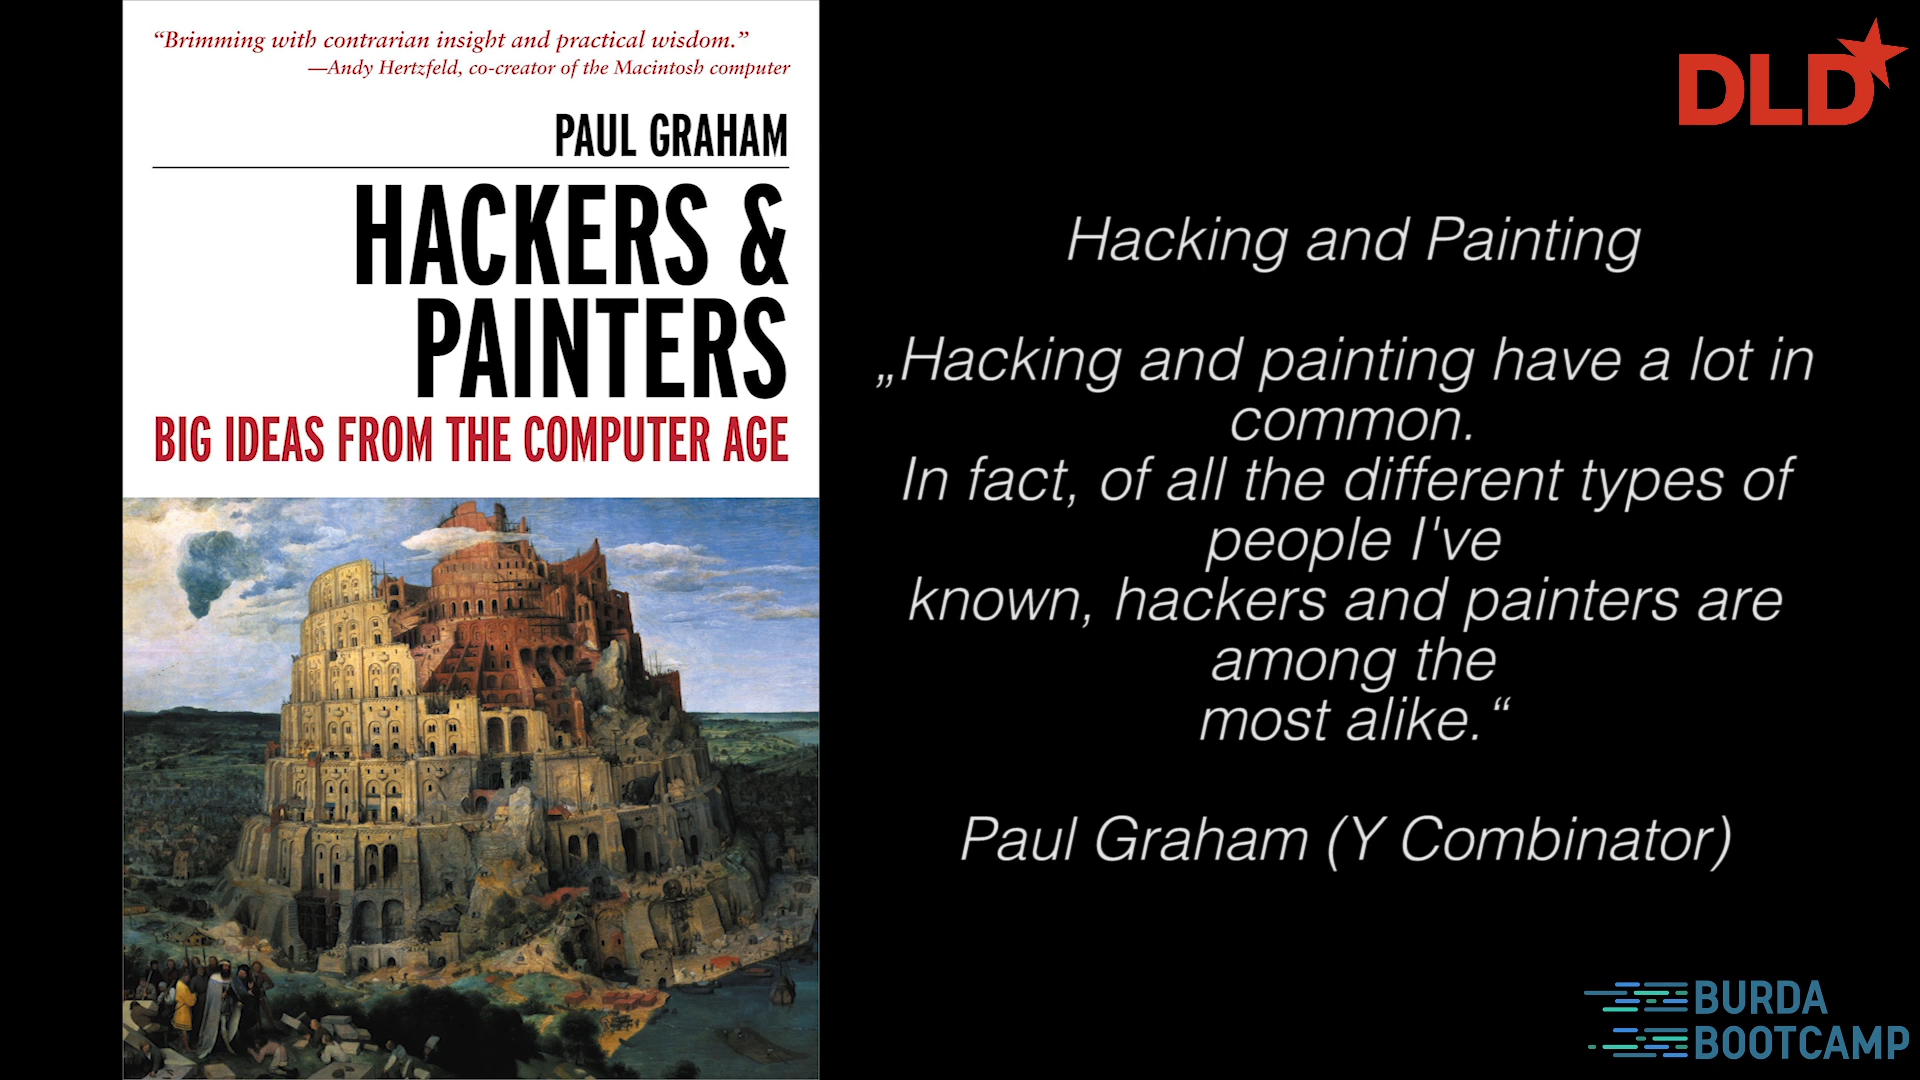 “Brimming with contrarian insight and practical wisdom.”
—Andy Hertzfeld, co-creator of the Macintosh computer
PAUL GRAHAM
HACKERS &
PAINTERS
BIG IDEAS FROM THE COMPUTER AGE
DLD
Hacking and Painting
„Hacking and painting have a lot in
common.
In fact, of all the different types of
people I've
known, hackers and painters are
among the
most alike.“
Paul Graham (Y Combinator)
BURDA
BOOTCAMP